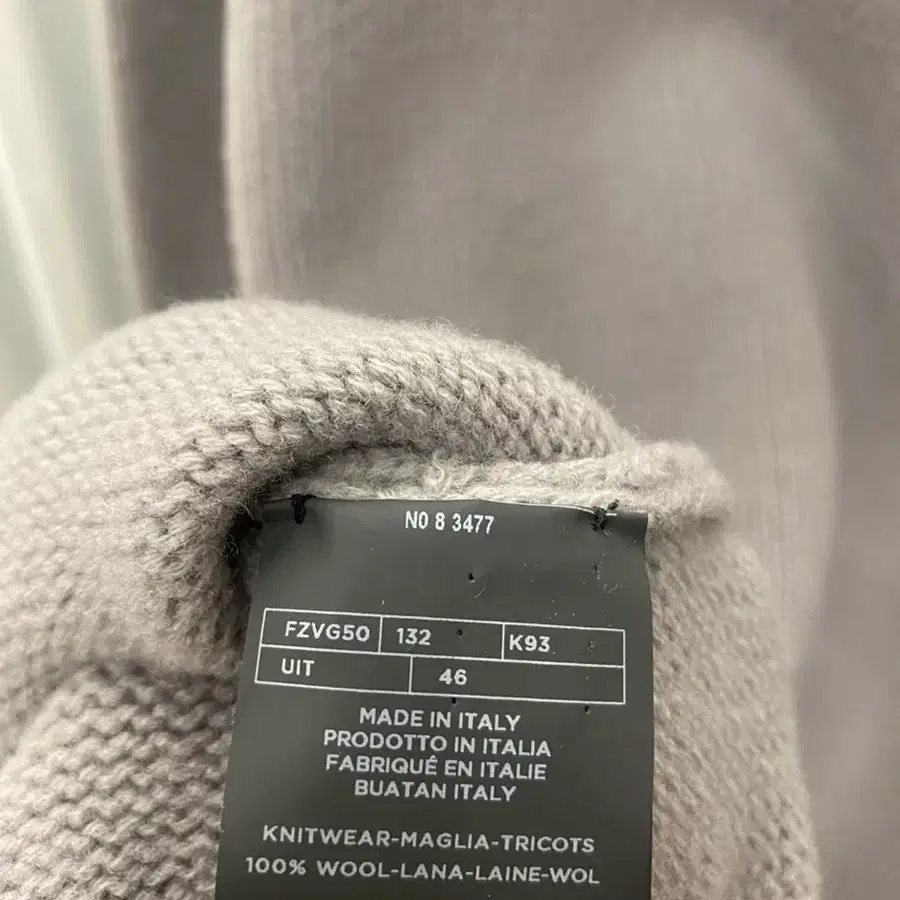 N0 8 3477
FZVG50 132 K93
UIT 46
MADE IN ITALY
PRODOTTO IN ITALIA
FABRIQUÉ EN ITALIE
BUATAN ITALY
KNITWEAR-MAGLIA-TRICOTS
100% WOOL-LANA-LAINE-WOL